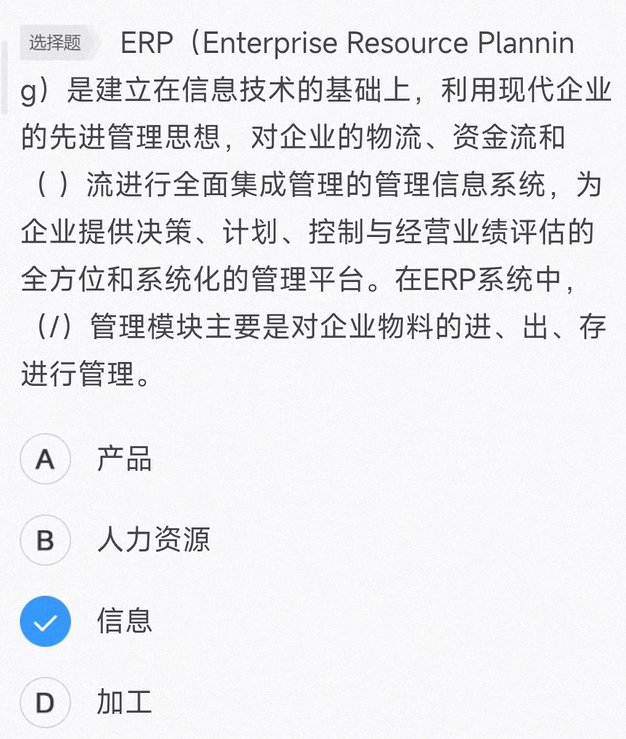 选择题 ERP（Enterprise Resource Plannin
g）是建立在信息技术的基础上，利用现代企业
的先进管理思想，对企业的物流、资金流和
（ ）流进行全面集成管理的管理信息系统，为
企业提供决策、计划、控制与经营业绩评估的
全方位和系统化的管理平台。在ERP系统中，
（/）管理模块主要是对企业物料的进、出、存
进行管理。
A 产品
B 人力资源
信息
D 加工